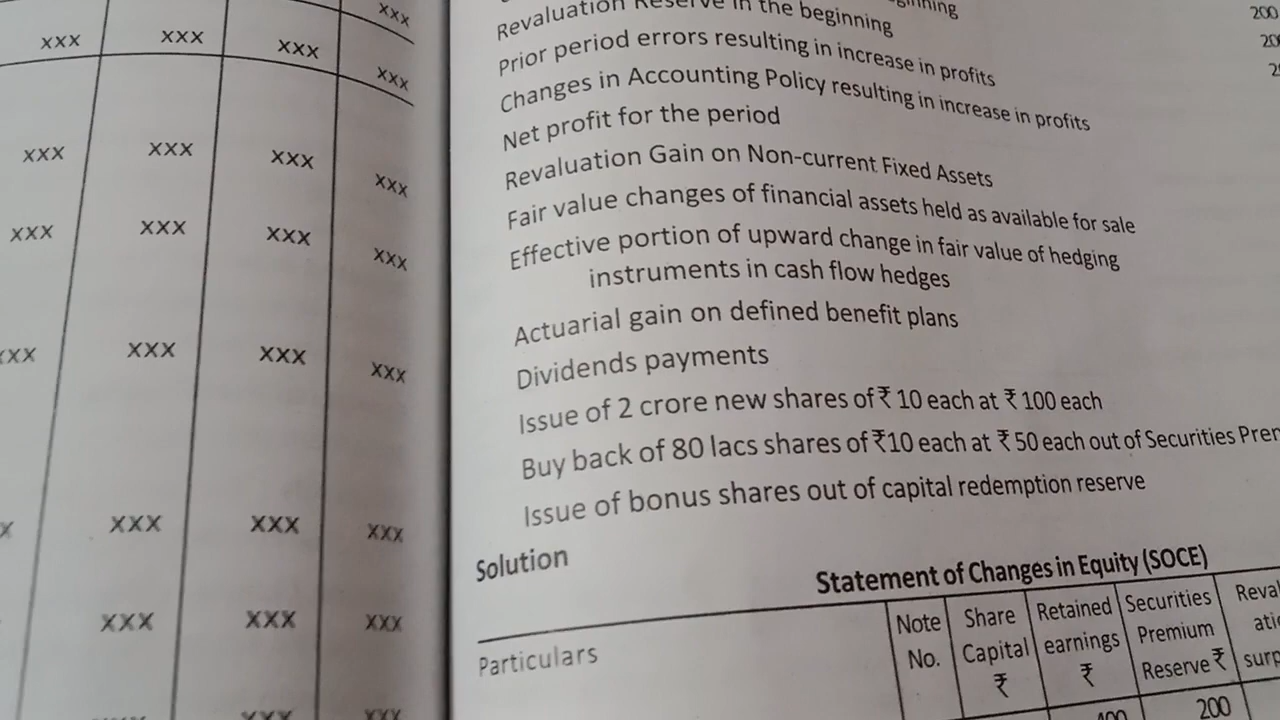 xxx
xxx xxx xxx
xxx
xxx xxx xxx
xxx
xxx xxx xxx
xxx
xxx xxx
xxx
xxx xxx
xxx
xxx xxx xxx
xxx xxx
Revaluation Reserve in the beginning
200
Prior period errors resulting in increase in profits
Changes in Accounting Policy resulting in increase in profits
Net profit for the period
Revaluation Gain on Non-current Fixed Assets
Fair value changes of financial assets held as available for sale
Effective portion of upward change in fair value of hedging
instruments in cash flow hedges
Actuarial gain on defined benefit plans
Dividends payments
Issue of 2 crore new shares of ₹ 10 each at ₹ 100 each
Buy back of 80 lacs shares of ₹10 each at ₹ 50 each out of Securities
Issue of bonus shares out of capital redemption reserve
Solution
Statement of Changes in Equity (SOCE)
Particulars
Note
No.
Share
Capital
₹
Retained
earnings
₹
Securities
Premium
Reserve ₹
200